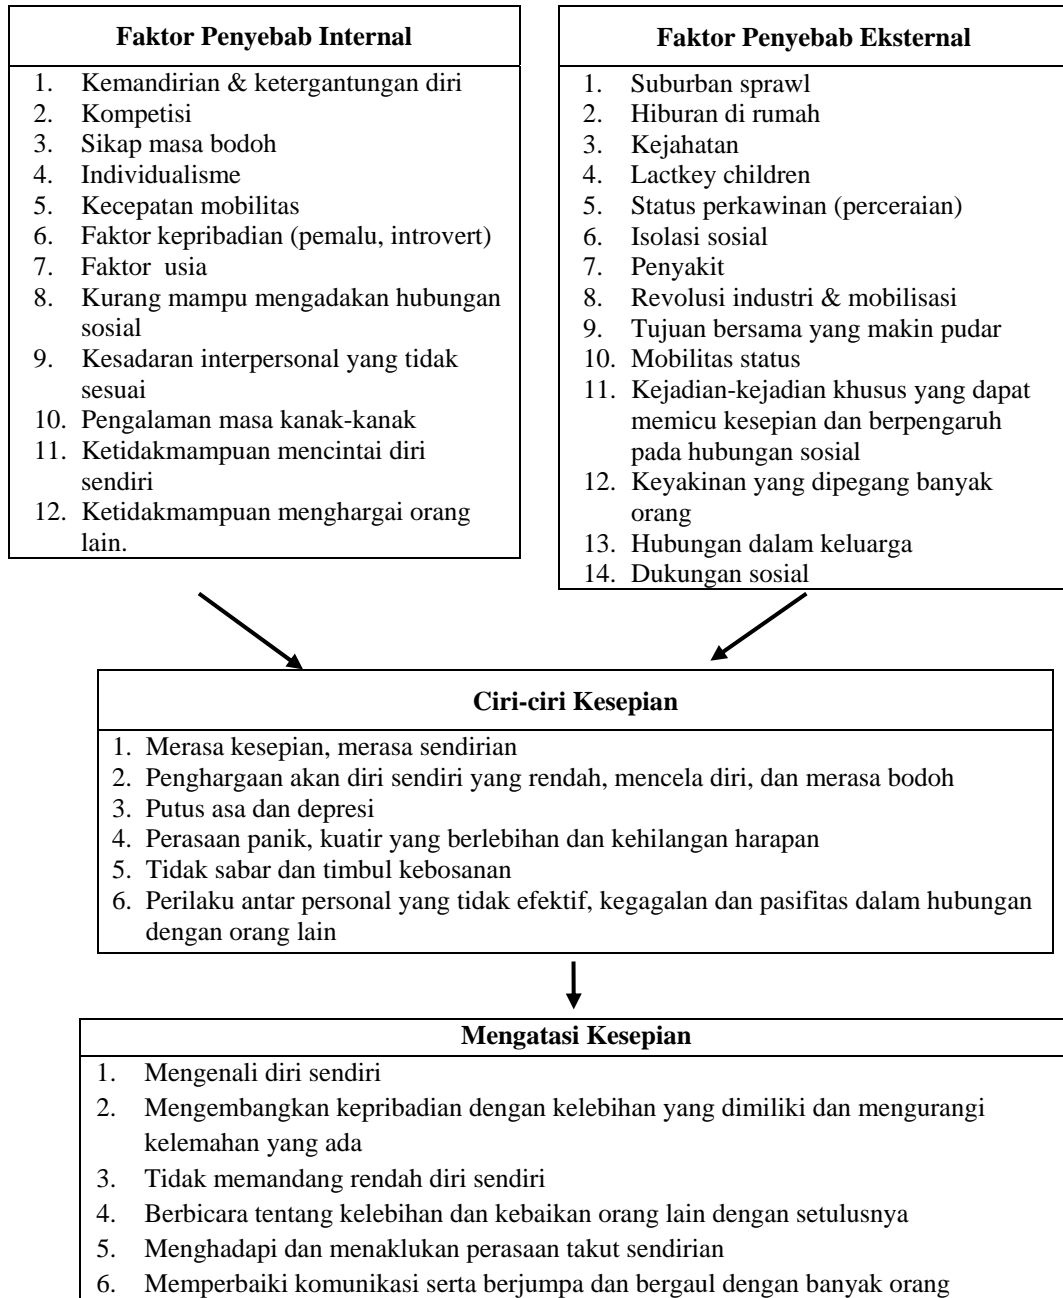 Faktor Penyebab Internal
1. Kemandirian & ketergantungan diri
2. Kompetisi
3. Sikap masa bodoh
4. Individualisme
5. Kecepatan mobilitas
6. Faktor kepribadian (pemalu, introvert)
7. Faktor usia
8. Kurang mampu mengadakan hubungan
sosial
9. Kesadaran interpersonal yang tidak
sesuai
10. Pengalaman masa kanak-kanak
11. Ketidakmampuan mencintai diri
sendiri
12. Ketidakmampuan menghargai orang
lain.
Faktor Penyebab Eksternal
1. Suburban sprawl
2. Hiburan di rumah
3. Kejahatan
4. Lactkey children
5. Status perkawinan (perceraian)
6. Isolasi sosial
7. Penyakit
8. Revolusi industri & mobilisasi
9. Tujuan bersama yang makin pudar
10. Mobilitas status
11. Kejadian-kejadian khusus yang dapat
memicu kesepian dan berpengaruh
pada hubungan sosial
12. Keyakinan yang dipegang banyak
orang
13. Hubungan dalam keluarga
14. Dukungan sosial
Ciri-ciri Kesepian
1. Merasa kesepian, merasa sendirian
2. Penghargaan akan diri sendiri yang rendah, mencela diri, dan merasa bodoh
3. Putus asa dan depresi
4. Perasaan panik, kuatir yang berlebihan dan kehilangan harapan
5. Tidak sabar dan timbul kebosanan
6. Perilaku antar personal yang tidak efektif, kegagalan dan pasifitas dalam hubungan
dengan orang lain
Mengatasi Kesepian
1. Mengenali diri sendiri
2. Mengembangkan kepribadian dengan kelebihan yang dimiliki dan mengurangi
kelemahan yang ada
3. Tidak memandang rendah diri sendiri
4. Berbicara tentang kelebihan dan kebaikan orang lain dengan setulusnya
5. Menghadapi dan menaklukan perasaan takut sendirian
6. Memperbaiki komunikasi serta berjumpa dan bergaul dengan banyak orang